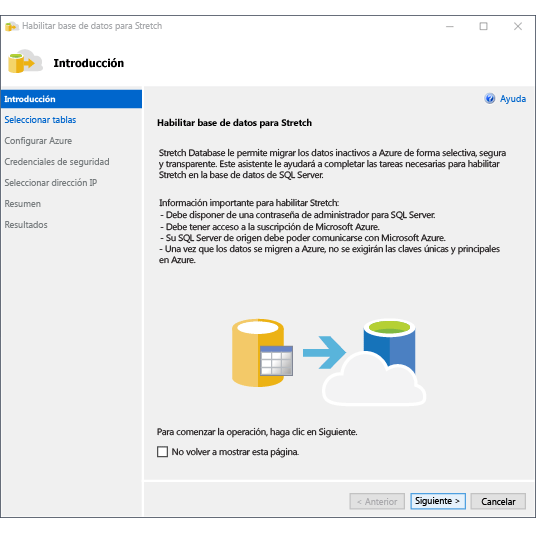 Habilitar base de datos para Stretch
Introducción
Introducción
Seleccionar tablas
Configurar Azure
Credenciales de seguridad
Seleccionar dirección IP
Resumen
Resultados
Ayuda
Habilitar base de datos para Stretch
Stretch Database le permite migrar los datos inactivos a Azure de forma selectiva, segura
y transparente. Este asistente le ayudará a completar las tareas necesarias para habilitar
Stretch en la base de datos de SQL Server.
Información importante para habilitar Stretch:
- Debe disponer de una contraseña de administrador para SQL Server.
- Debe tener acceso a la suscripción de Microsoft Azure.
- Su SQL Server de origen debe poder comunicarse con Microsoft Azure.
- Una vez que los datos se migren a Azure, no se exigirán las claves únicas y principales
en Azure.
Para comenzar la operación, haga clic en Siguiente.
No volver a mostrar esta página.
< Anterior
Siguiente >
Cancelar